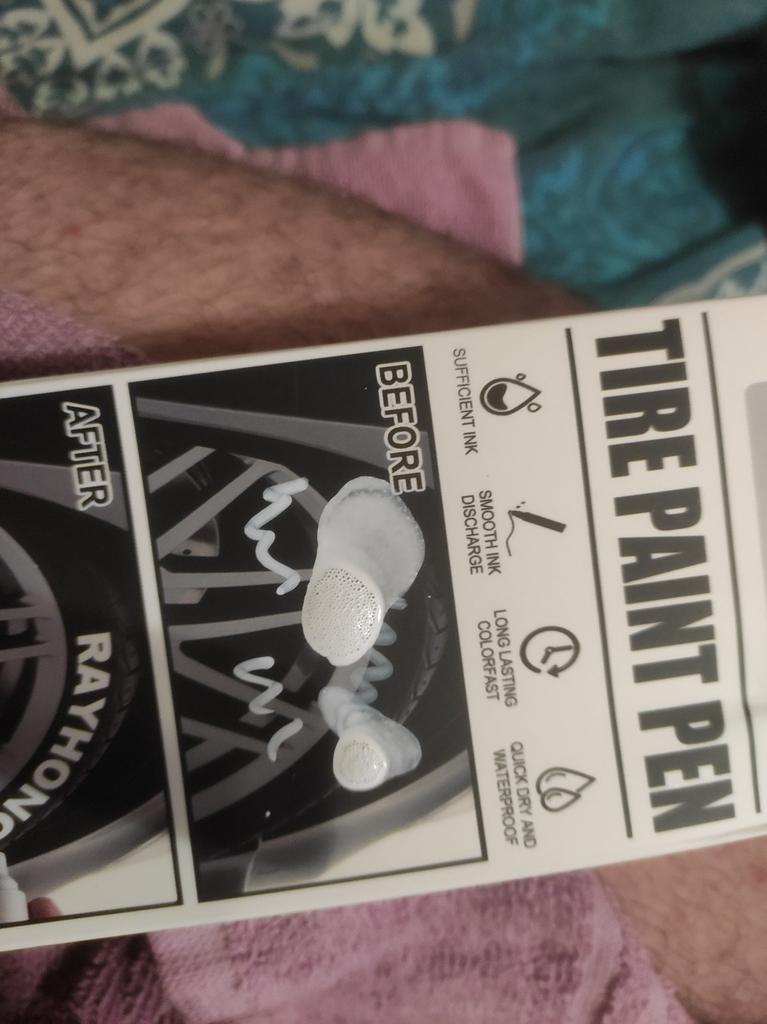 TIRE PAINT PEN
SUFFICIENT INK
SMOOTH INK
DISCHARGE
LONG LASTING
COLORFAST
QUICK DRY AND
WATERPROOF
BEFORE
AFTER
RAYHONG